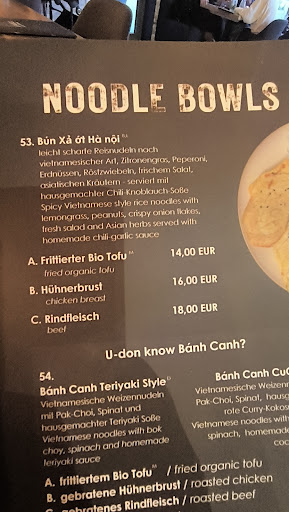 NOODLE BOWLS
53. Bún Xả ớt Hà nội
leicht scharfe Reisnudeln nach
vietnamesischer Art, Zitronengras, Peperoni,
Erdnüssen, Röstzwiebeln, frischem Salat,
asiatischen Kräutern - serviert mit
hausgemachter Chili-Knoblauch-Soße
Spicy Vietnamese style rice noodles with
lemongrass, peanuts, crispy onion flakes,
fresh salad and Asian herbs served with
homemade chili-garlic sauce
A. Frittierter Bio Tofu 14,00 EUR
fried organic tofu
B. Hühnerbrust 16,00 EUR
chicken breast
C. Rindfleisch 18,00 EUR
beef
U-don know Bánh Canh?
54.
Bánh Canh Teriyaki Style
Vietnamesische Weizennudeln
mit Pak-Choi, Spinat und
hausgemachter Teriyaki Soße
Vietnamese noodles with bok
choy, spinach and homemade
teriyaki sauce
Bánh Canh
Vietnamesische Weizen
Pak-Choi, Spinat, haus
rote Curry-Kokos
Vietnamese noodles with
spinach, homemade
A. frittiertem Bio Tofu / fried organic tofu
B. gebratene Hühnerbrust / roasted chicken
C. gebratenes Rindfleisch / roasted beef